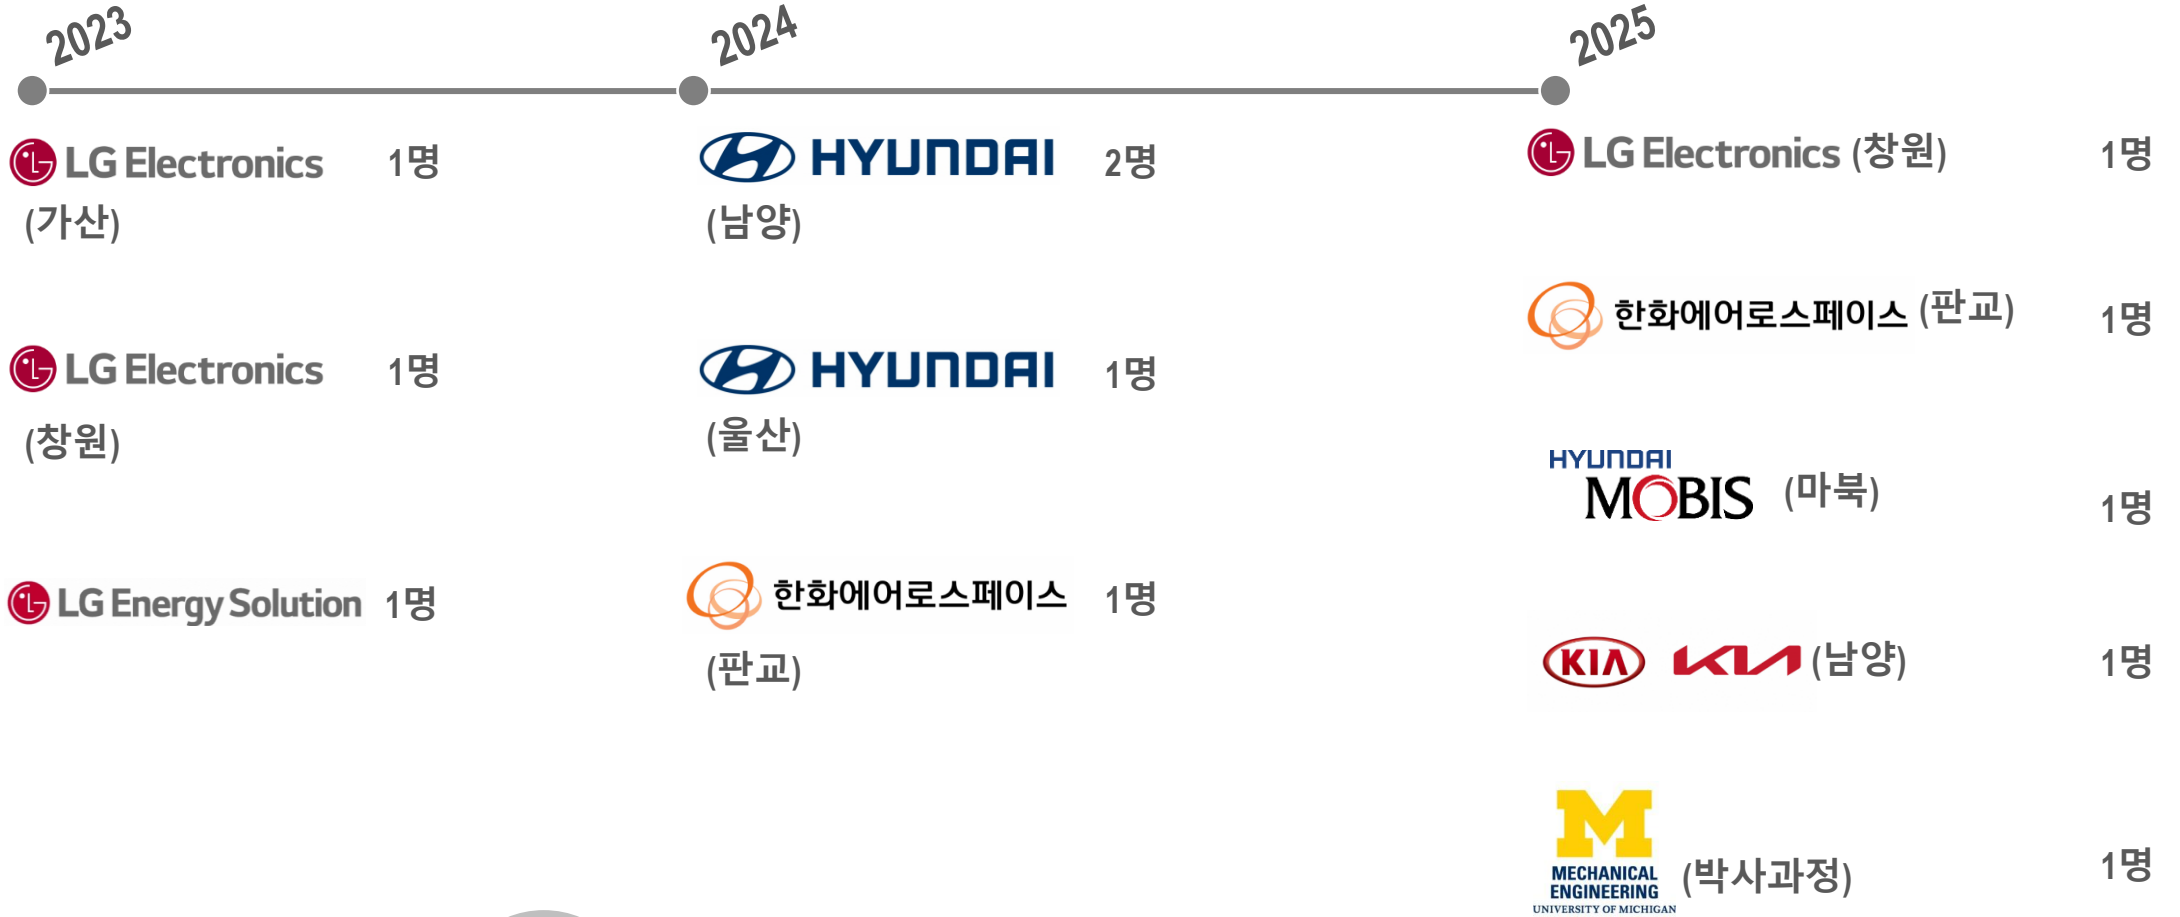 2023
LG Electronics 1명
(가산)
LG Electronics 1명
(창원)
LG Energy Solution 1명
2024
HYUNDAI 2명
(남양)
HYUNDAI 1명
(울산)
한화에어로스페이스 1명
(판교)
2025
LG Electronics (창원) 1명
한화에어로스페이스 (판교) 1명
HYUNDAI
MOBIS (마북) 1명
KIA KIA (남양) 1명
M
MECHANICAL
ENGINEERING (박사과정) 1명
UNIVERSITY OF MICHIGAN